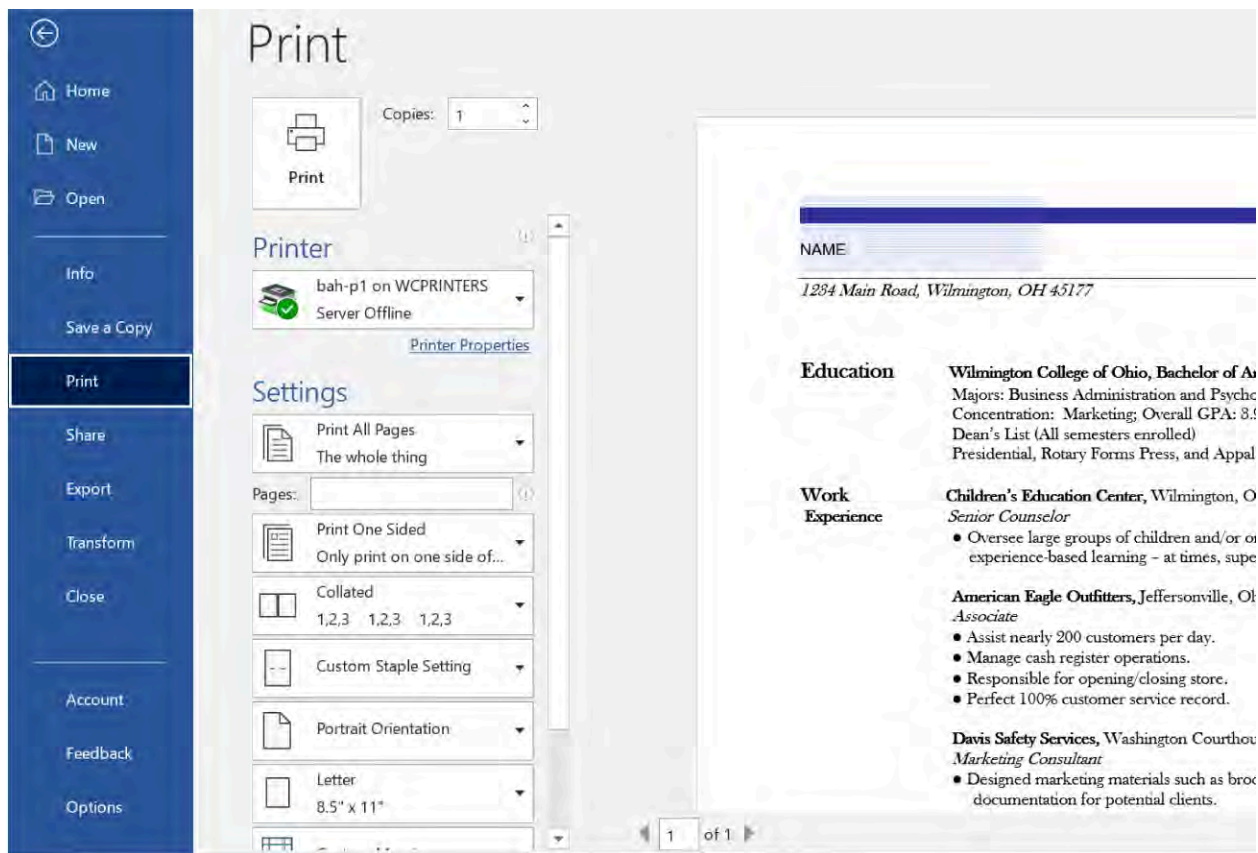 Print
Home
New
Open
Info
Save a Copy
Print
Share
Export
Transform
Close
Account
Feedback
Options
Copies: 1
Print
Printer
bah-p1 on WCPRINTERS
Server Offline
Printer Properties
Settings
Print All Pages
The whole thing
Pages:
Print One Sided
Only print on one side of...
Collated
1,2,3 1,2,3 1,2,3
Custom Staple Setting
Portrait Orientation
Letter
8.5" x 11"
NAME
1234 Main Road, Wilmington, OH 45177
Education
Wilmington College of Ohio, Bachelor of
Majors: Business Administration and
Concentration: Marketing; Overall GPA:
Dean's List (All semesters enrolled)
Presidential, Rotary Forms Press, and
Work
Experience
Children's Education Center, Wilmington,
Senior Counselor
● Oversee large groups of children and/or
experience-based learning – at times,
American Eagle Outfitters, Jeffersonville,
Associate
● Assist nearly 200 customers per day.
● Manage cash register operations.
● Responsible for opening/closing store.
● Perfect 100% customer service record.
Davis Safety Services, Washington
Marketing Consultant
● Designed marketing materials such as
documentation for potential clients.
1 of 1